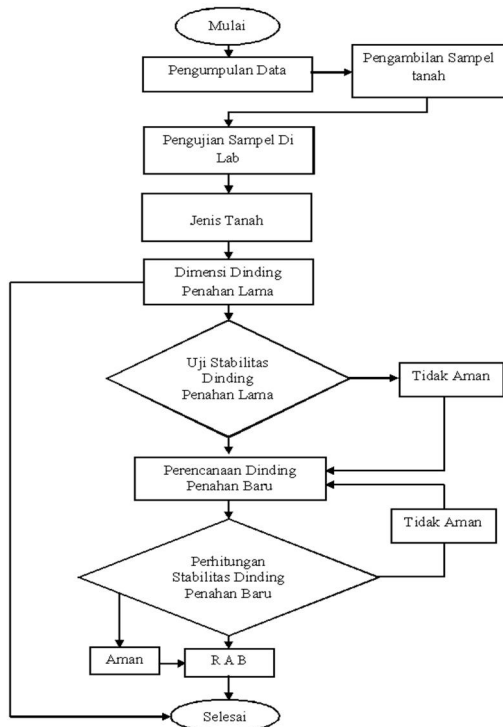 Mulai
Pengumpulan Data
Pengambilan Sampel
tanah
Pengujian Sampel Di
Lab
Jenis Tanah
Dimensi Dinding
Penahan Lama
Uji Stabilitas
Dinding
Penahan Lama
Tidak Aman
Perencanaan Dinding
Penahan Baru
Tidak Aman
Perhitungan
Stabilitas Dinding
Penahan Baru
Aman
R A B
Selesai